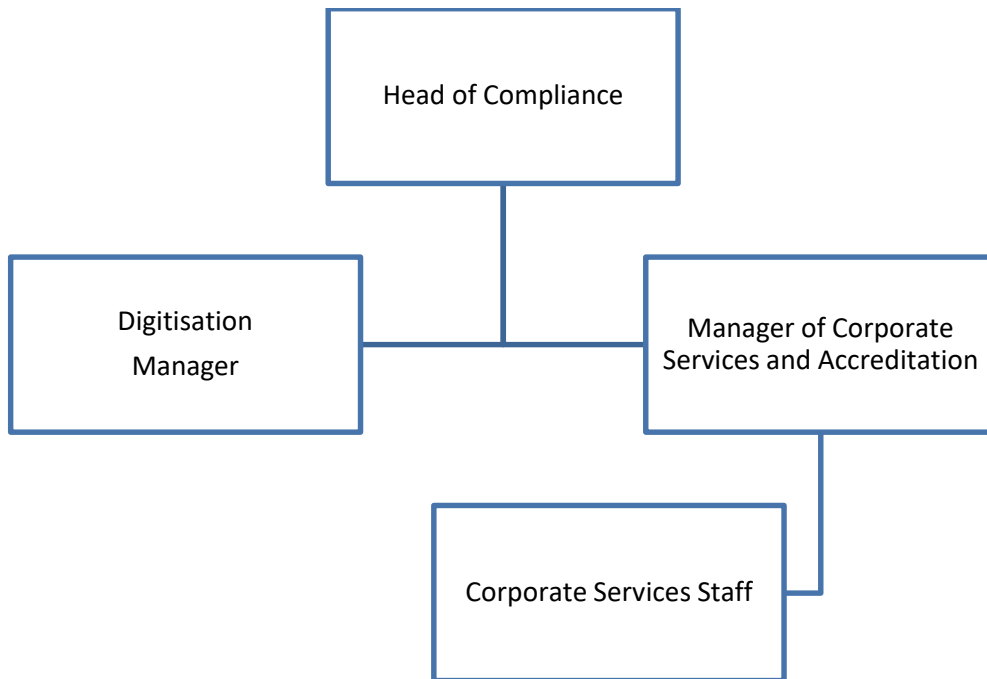 Head of Compliance
Digitisation
Manager
Manager of Corporate
Services and Accreditation
Corporate Services Staff